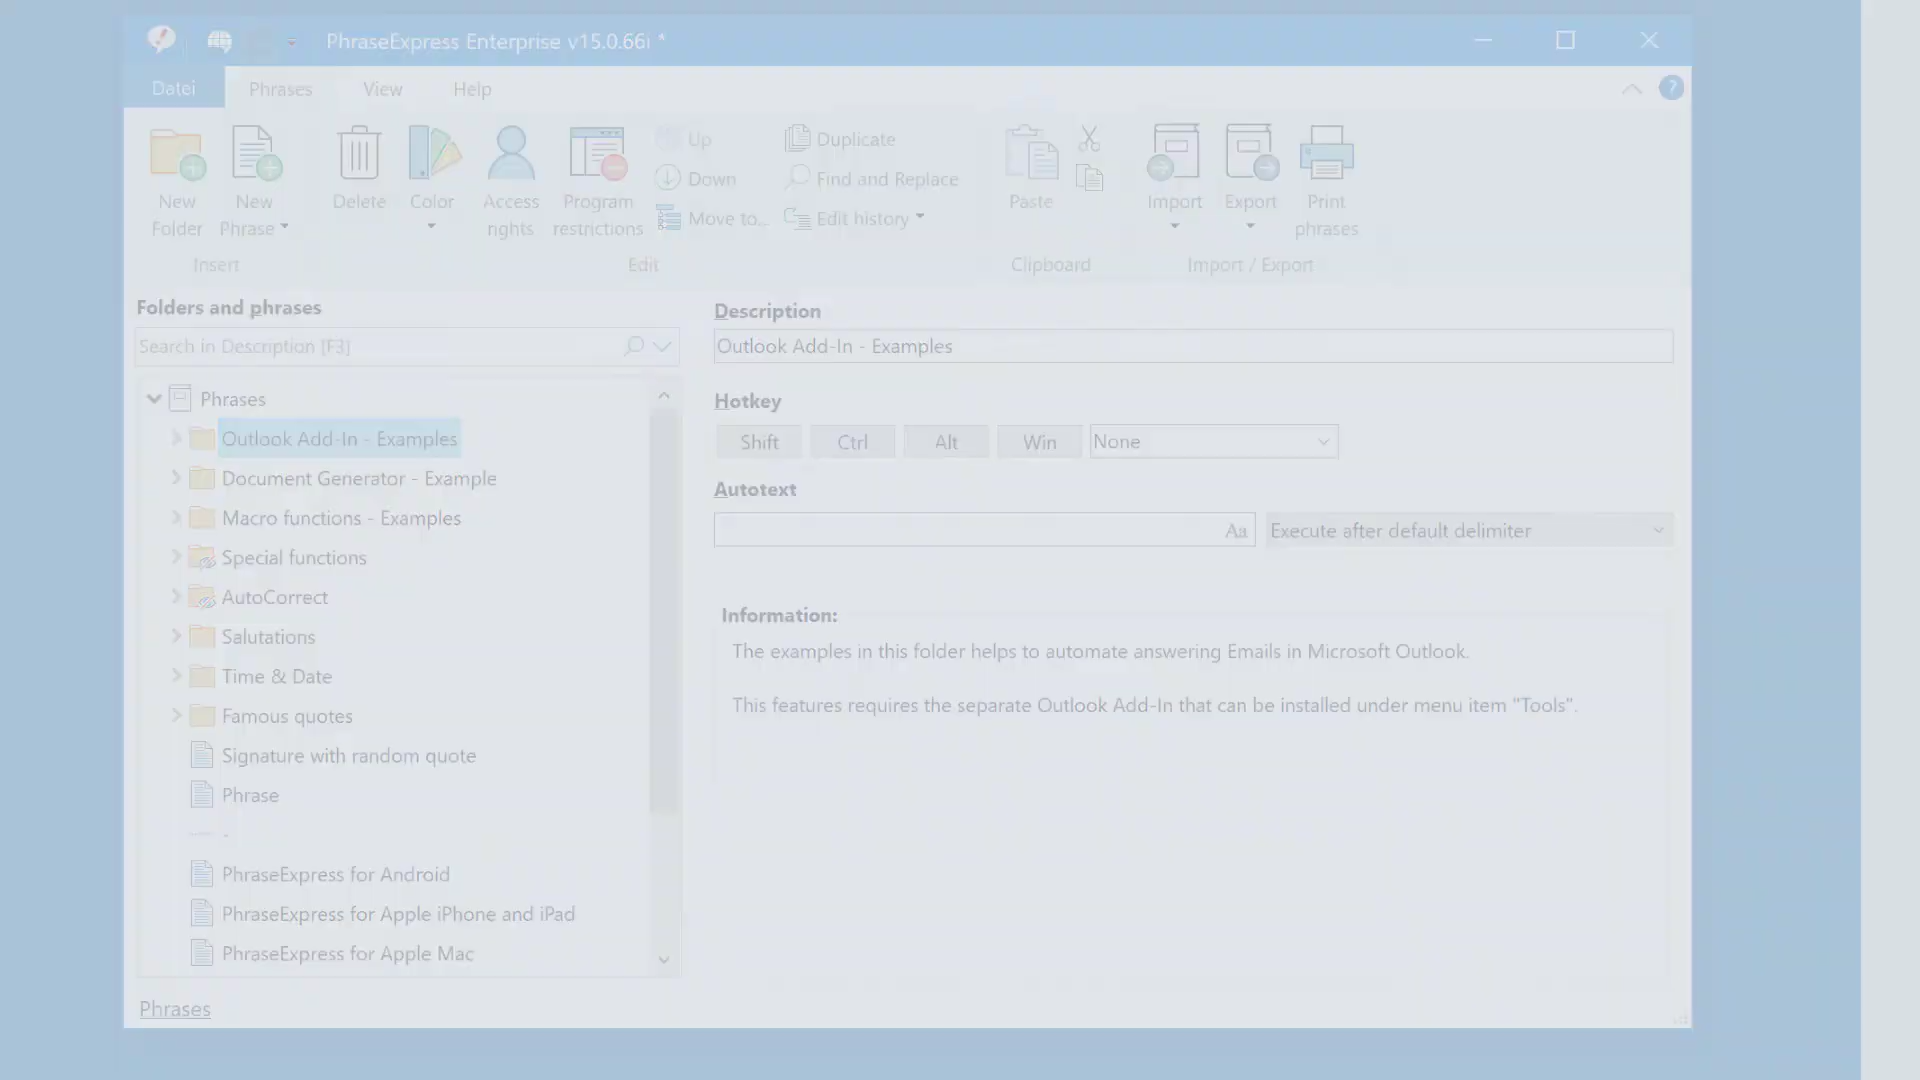 PhraseExpress Enterprise v15.0.66i *
Datei Phrases View Help ?
New Folder
New Phrase
Delete
Color
Access rights
Program restrictions
Up
Down
Move to...
Duplicate
Find and Replace
Edit history
Paste
Import
Export
Print phrases
Insert Edit Clipboard Import / Export
Folders and phrases
Search in Description [F3]
Phrases
Outlook Add-In - Examples
Document Generator - Example
Macro functions - Examples
Special functions
AutoCorrect
Salutations
Time & Date
Famous quotes
Signature with random quote
Phrase
-
PhraseExpress for Android
PhraseExpress for Apple iPhone and iPad
PhraseExpress for Apple Mac
Phrases
Description
Outlook Add-In - Examples
Hotkey
Shift Ctrl Alt Win None
Autotext
Aa Execute after default delimiter
Information:
The examples in this folder helps to automate answering Emails in Microsoft Outlook.
This features requires the separate Outlook Add-In that can be installed under menu item "Tools".